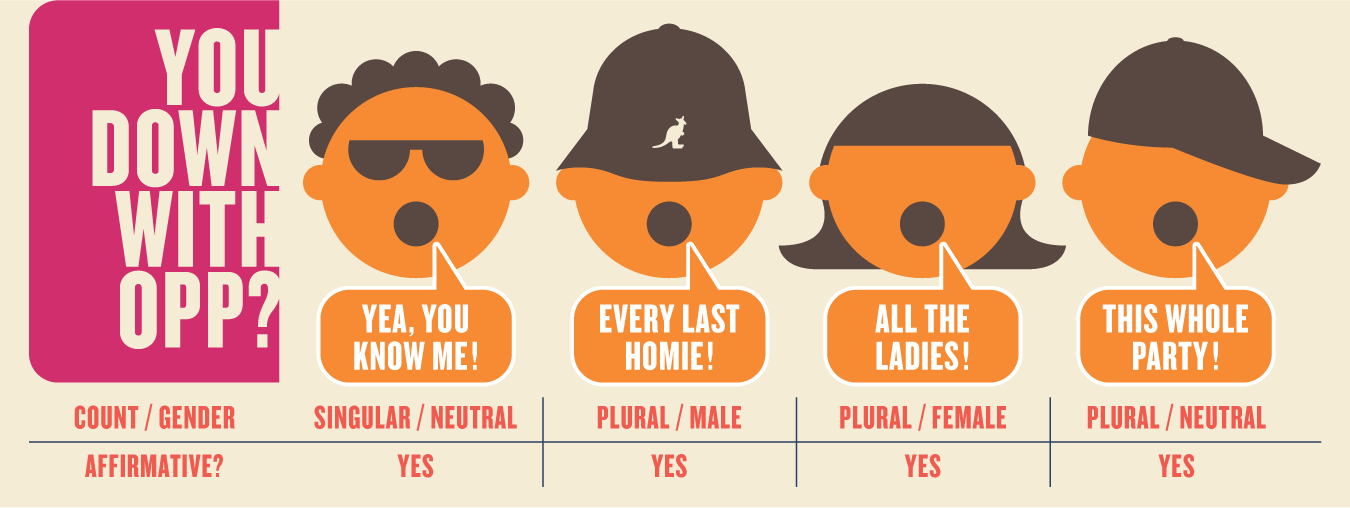 YOU
DOWN
WITH
OPP?
YEA, YOU
KNOW ME!
EVERY LAST
HOMIE!
ALL THE
LADIES!
THIS WHOLE
PARTY!
COUNT / GENDER
SINGULAR / NEUTRAL
PLURAL / MALE
PLURAL / FEMALE
PLURAL / NEUTRAL
AFFIRMATIVE?
YES
YES
YES
YES